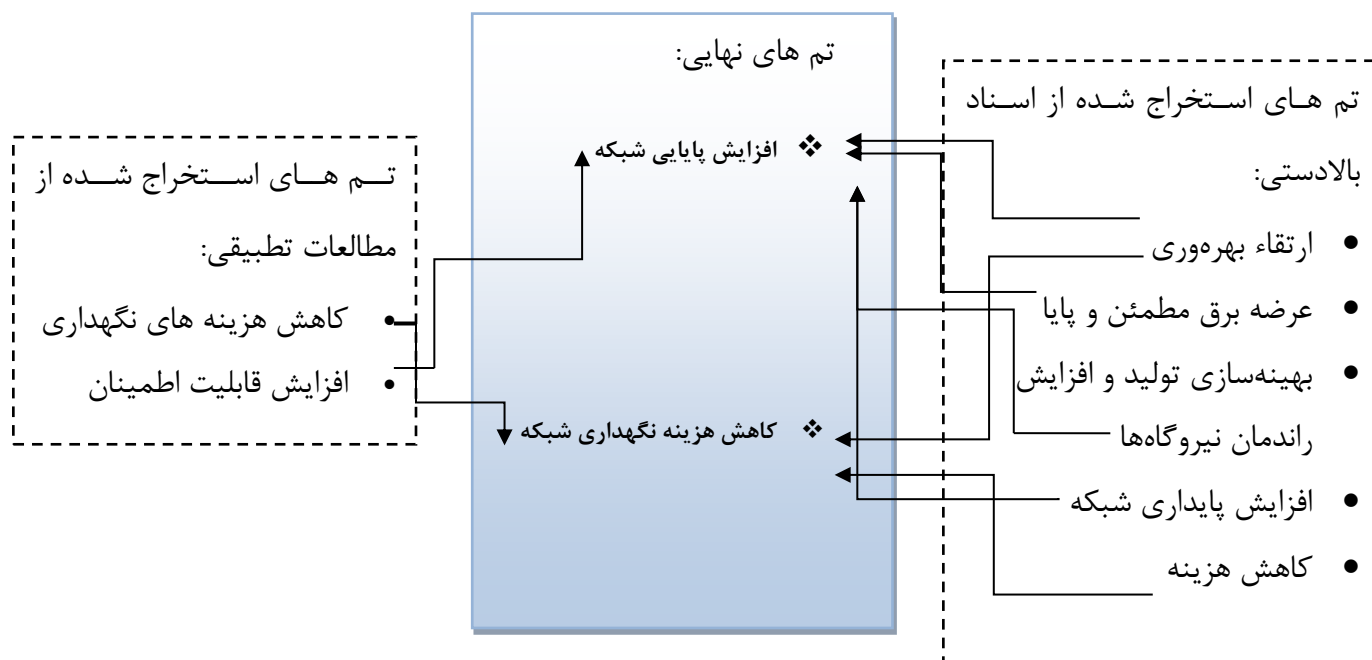 تم های استخراج شده از اسناد
بالادستی:
● ارتقاء بهره‌وری
● عرضه برق مطمئن و پایا
● بهینه‌سازی تولید و افزایش
راندمان نیروگاه‌ها
● افزایش پایداری شبکه
● کاهش هزینه
تم های نهایی:
❖ افزایش پایایی شبکه
❖ کاهش هزینه نگهداری شبکه
تم های استخراج شده از
مطالعات تطبیقی:
• کاهش هزینه های نگهداری
• افزایش قابلیت اطمینان